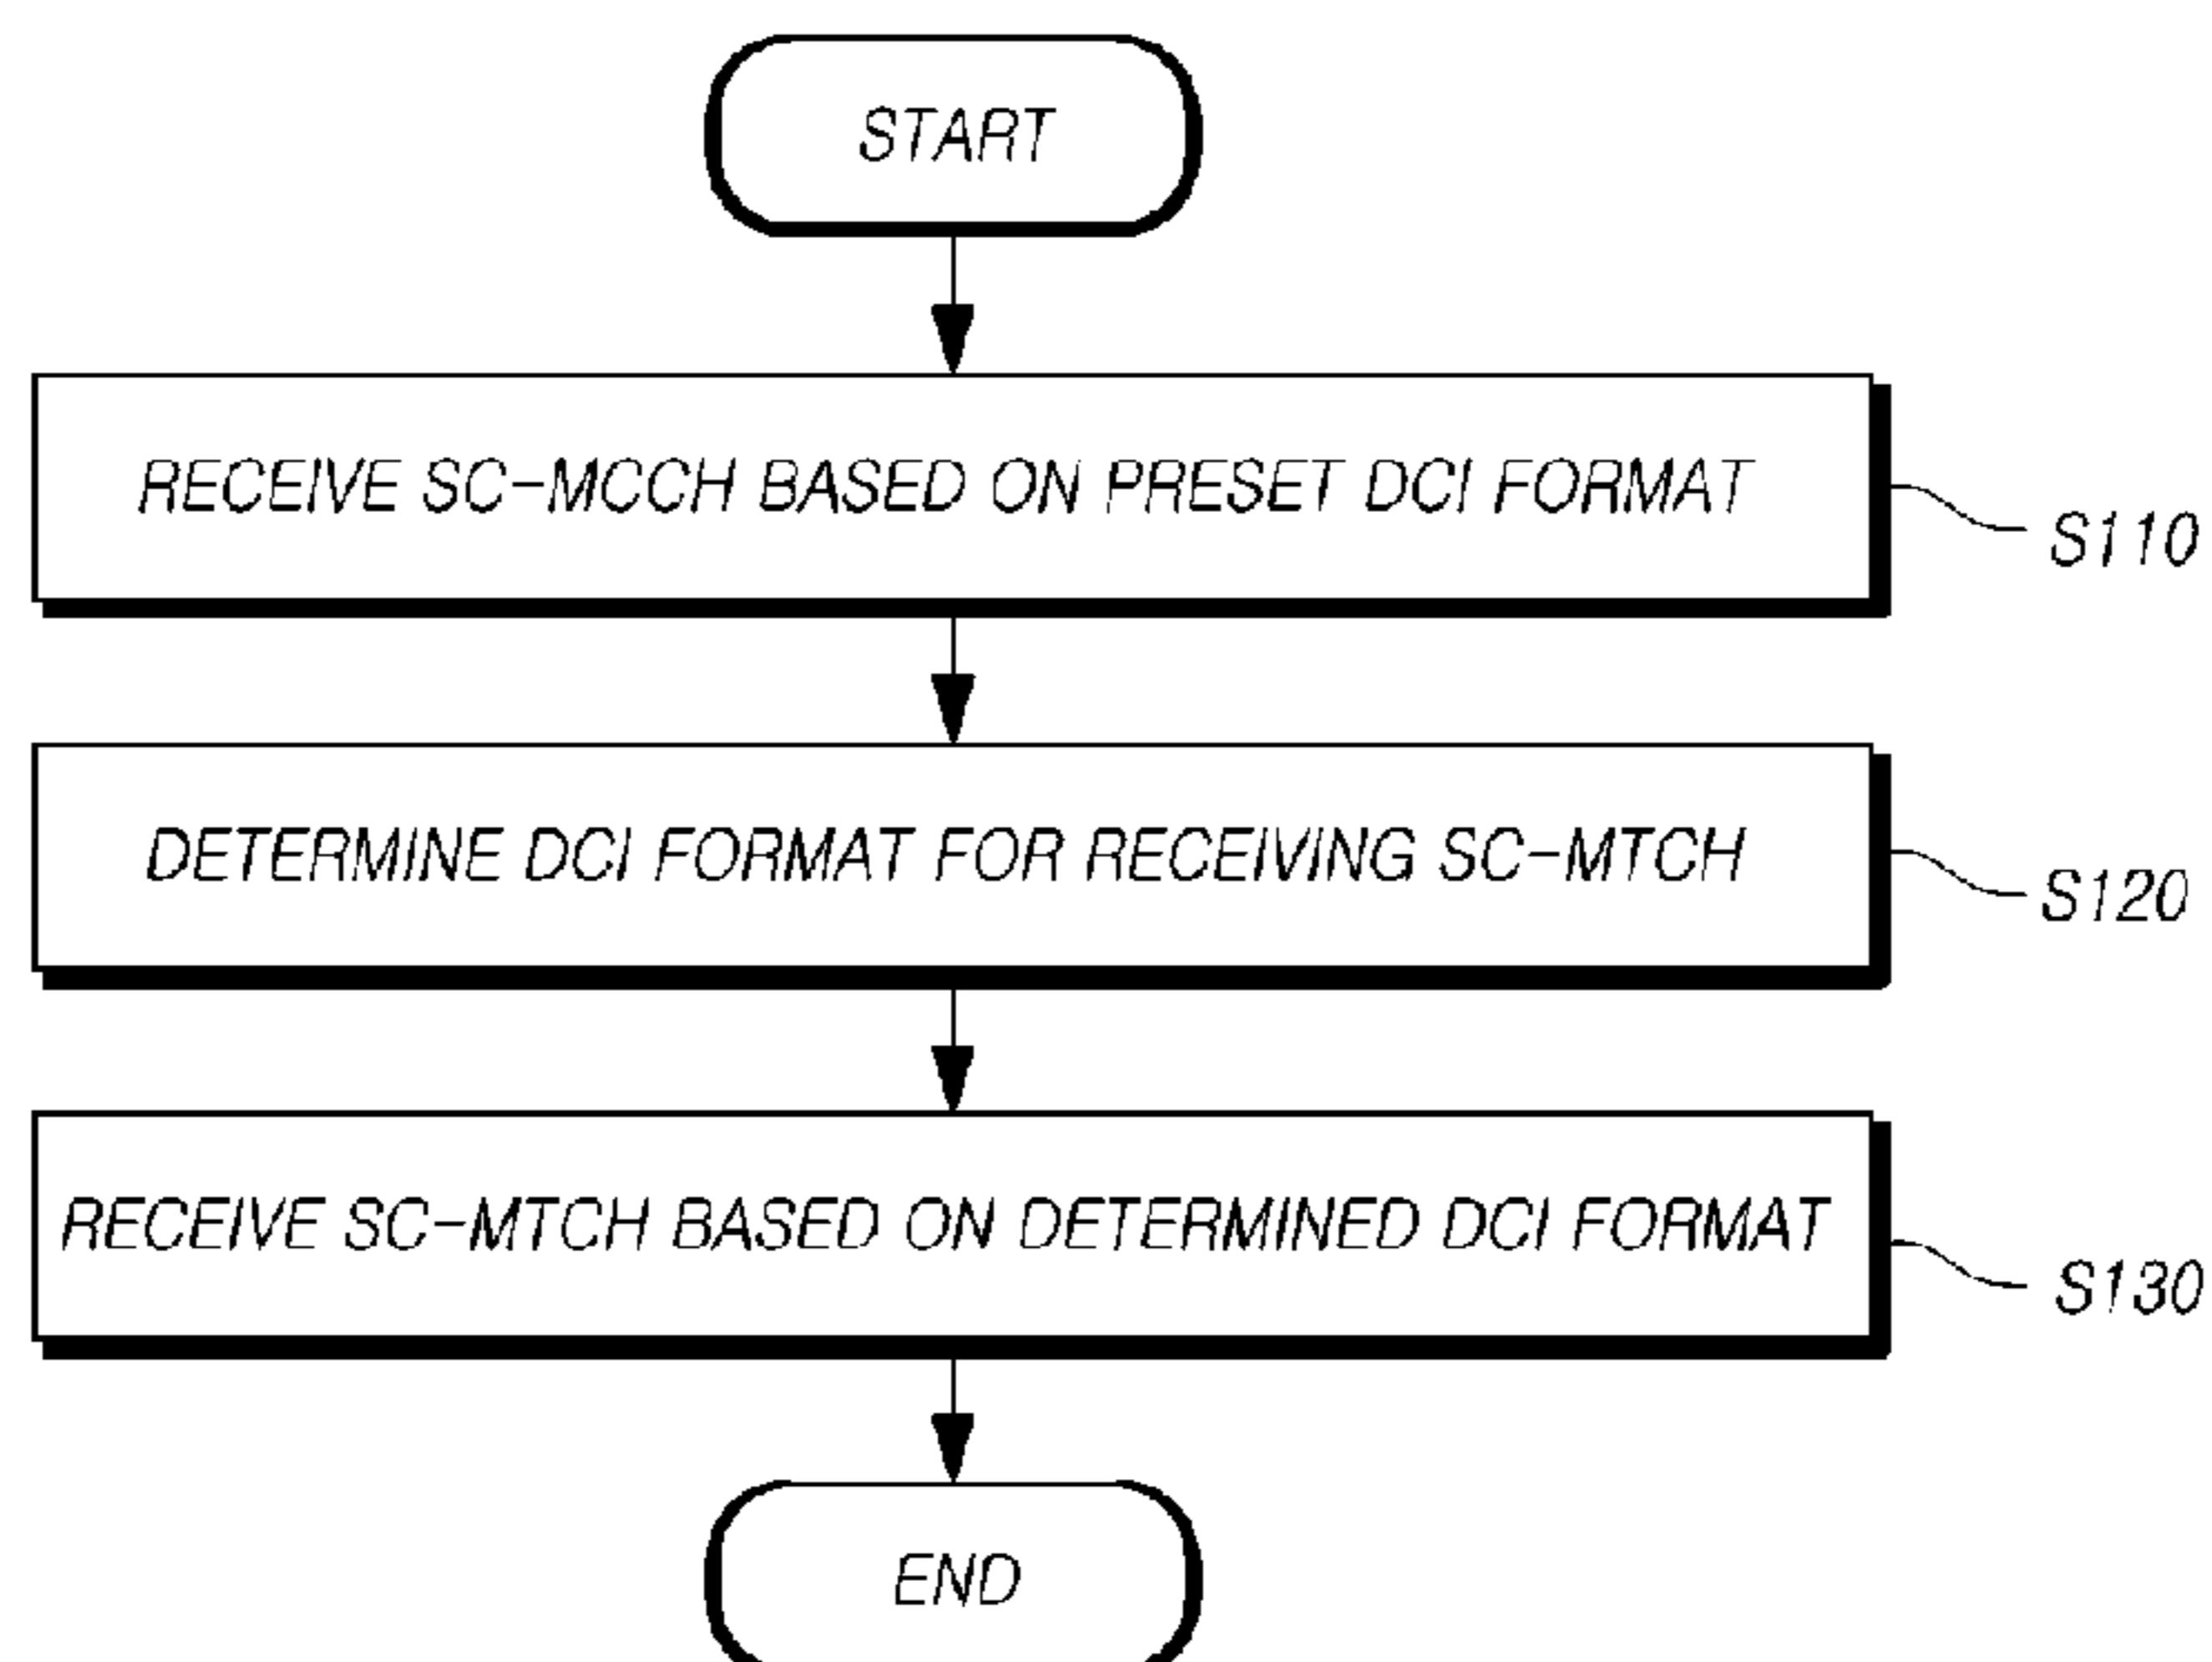 START
RECEIVE SC-MCCH BASED ON PRESET DCI FORMAT
S110
DETERMINE DCI FORMAT FOR RECEIVING SC-MTCH
S120
RECEIVE SC-MTCH BASED ON DETERMINED DCI FORMAT
S130
END